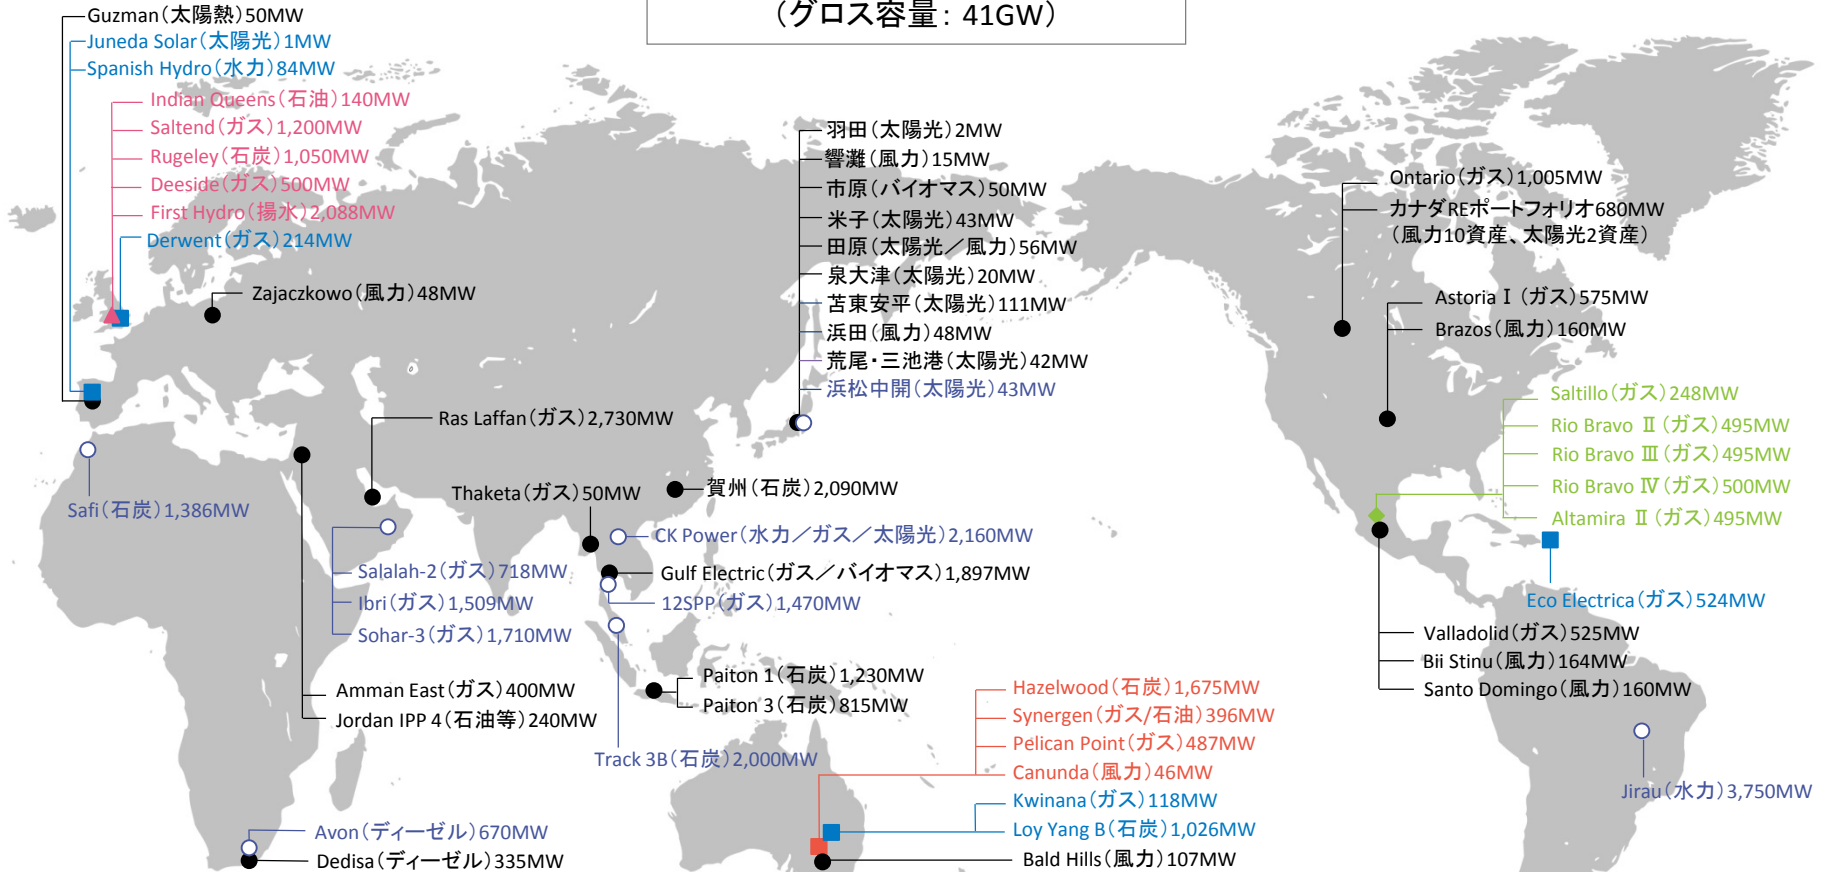 (グロス容量: 41GW)
Guzman(太陽熱)50MW
Juneda Solar(太陽光)1MW
Spanish Hydro(水力)84MW
Indian Queens(石油)140MW
Saltend(ガス)1,200MW
Rugeley(石炭)1,050MW
Deeside(ガス)500MW
First Hydro(揚水)2,088MW
Derwent(ガス)214MW
Zajaczkowo(風力)48MW
羽田(太陽光)2MW
響灘(風力)15MW
市原(バイオマス)50MW
米子(太陽光)43MW
田原(太陽光/風力)56MW
泉大津(太陽光)20MW
苫東安平(太陽光)111MW
浜田(風力)48MW
荒尾・三池港(太陽光)42MW
浜松中開(太陽光)43MW
Ontario(ガス)1,005MW
カナダREポートフォリオ680MW
(風力10資産、太陽光2資産)
Astoria I(ガス)575MW
Brazos(風力)160MW
Saltillo(ガス)248MW
Rio Bravo Ⅱ(ガス)495MW
Rio Bravo Ⅲ(ガス)495MW
Rio Bravo Ⅳ(ガス)500MW
Altamira Ⅱ(ガス)495MW
Ras Laffan(ガス)2,730MW
Thaketa(ガス)50MW
賀州(石炭)2,090MW
Safi(石炭)1,386MW
CK Power(水力/ガス/太陽光)2,160MW
Salalah-2(ガス)718MW
Gulf Electric(ガス/バイオマス)1,897MW
Ibri(ガス)1,509MW
12SPP(ガス)1,470MW
Sohar-3(ガス)1,710MW
Eco Electrica(ガス)524MW
Valladolid(ガス)525MW
Bii Stinu(風力)164MW
Santo Domingo(風力)160MW
Amman East(ガス)400MW
Jordan IPP 4(石油等)240MW
Paiton 1(石炭)1,230MW
Paiton 3(石炭)815MW
Track 3B(石炭)2,000MW
Hazelwood(石炭)1,675MW
Synergen(ガス/石油)396MW
Pelican Point(ガス)487MW
Canunda(風力)46MW
Kwinana(ガス)118MW
Loy Yang B(石炭)1,026MW
Bald Hills(風力)107MW
Jirau(水力)3,750MW
Avon(ディーゼル)670MW
Dedisa(ディーゼル)335MW